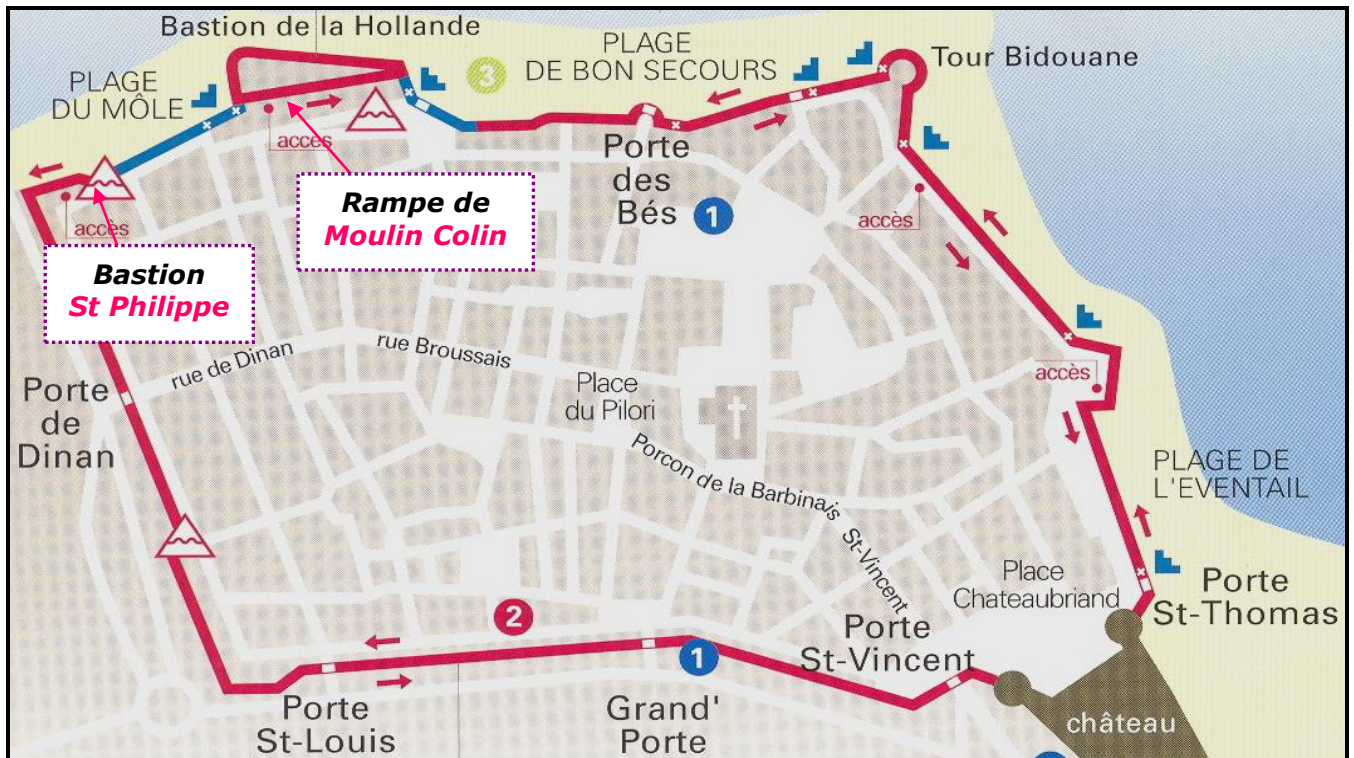 Bastion de la Hollande
PLAGE
DU MÔLE
3
PLAGE
DE BON SECOURS
Tour Bidouane
accès
Porte
des
Bés
1
Rampe de
Moulin Colin
accès
accès
Bastion
St Philippe
accès
rue de Dinan
rue Broussais
Place
du Pilori
Porte
de
Dinan
Porcon de la Barbinais
St-Vincent
PLAGE DE
L'EVENTAIL
Place
Chateaubriand
Porte
St-Thomas
2
Porte
St-Vincent
1
Porte
St-Louis
Grand'
Porte
château